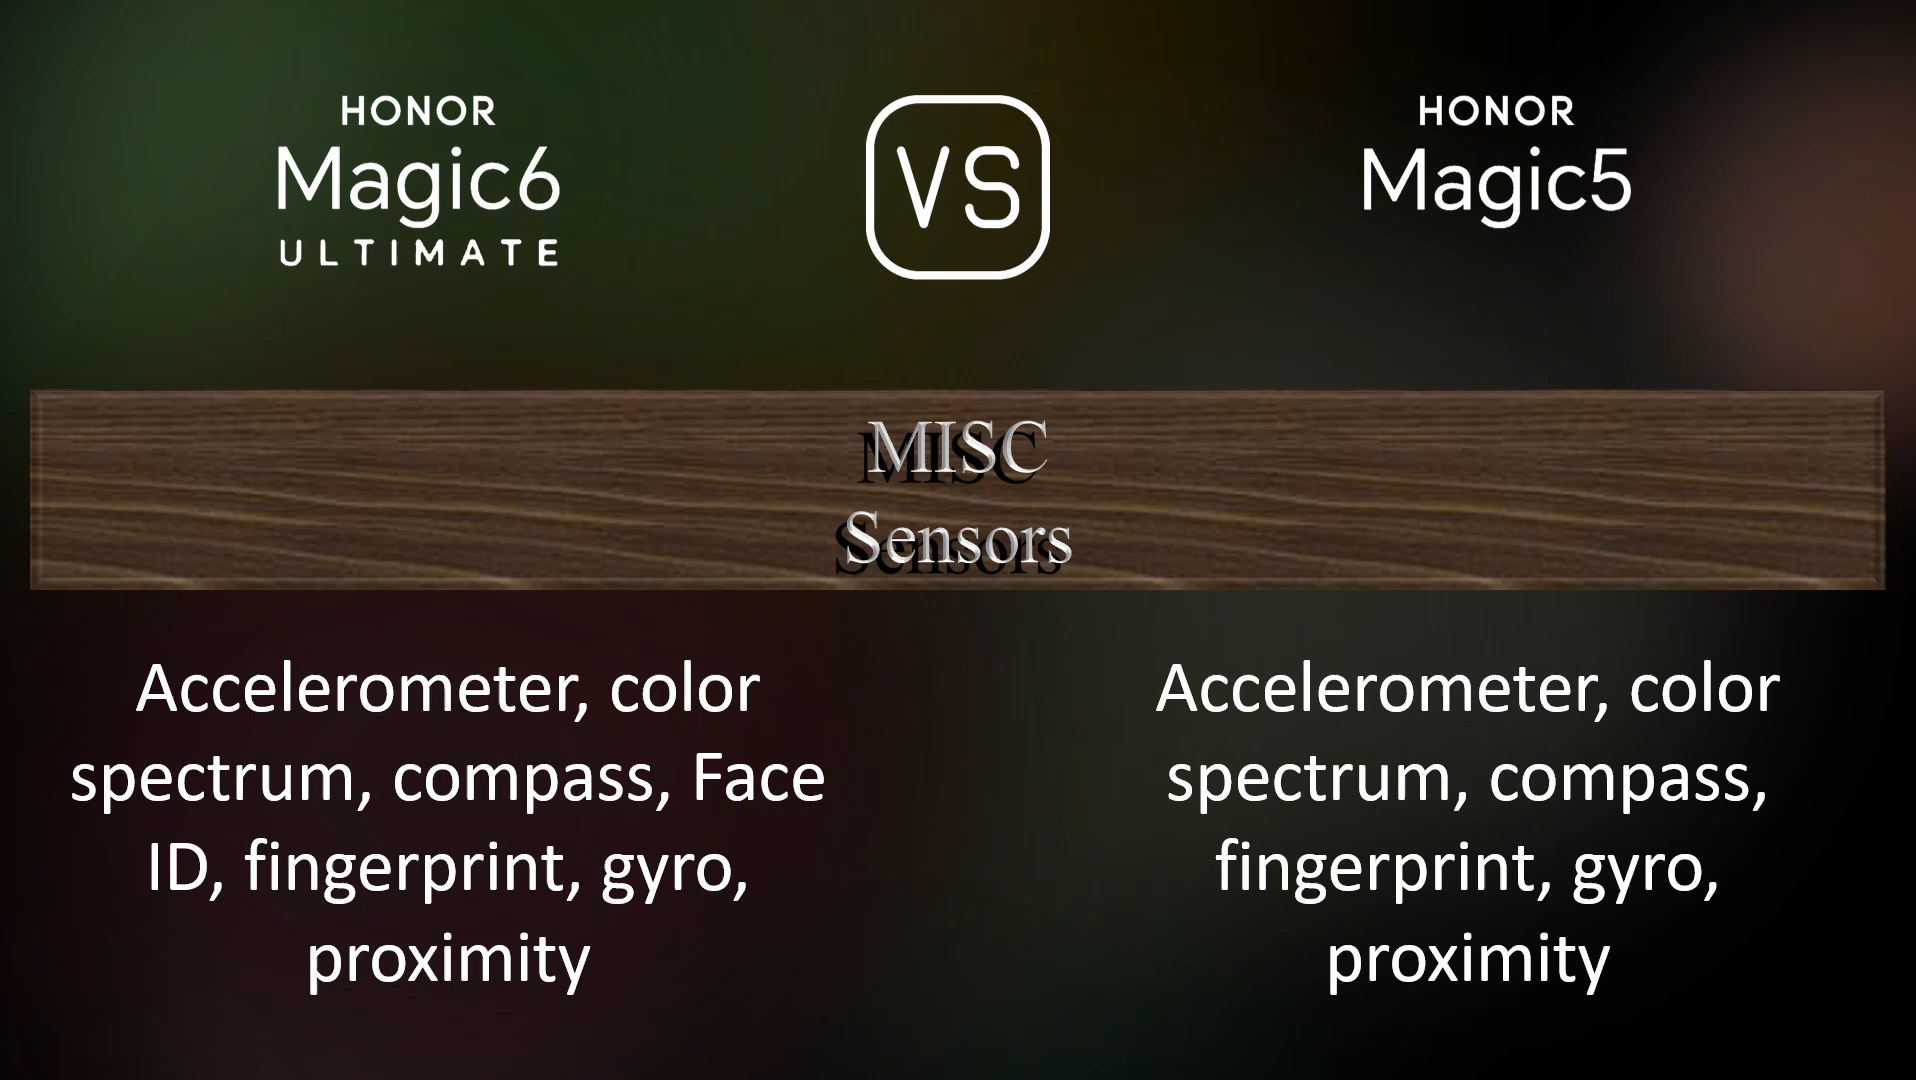 HONOR
Magic6
ULTIMATE
VS
HONOR
Magic5
MISC
Sensors
Accelerometer, color
spectrum, compass, Face
ID, fingerprint, gyro,
proximity
Accelerometer, color
spectrum, compass,
fingerprint, gyro,
proximity